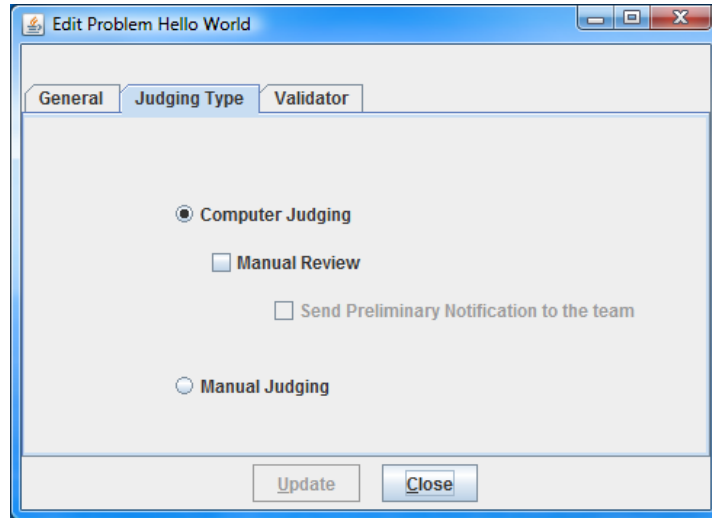 Edit Problem Hello World
General Judging Type Validator
Computer Judging
Manual Review
Send Preliminary Notification to the team
Manual Judging
Update Close